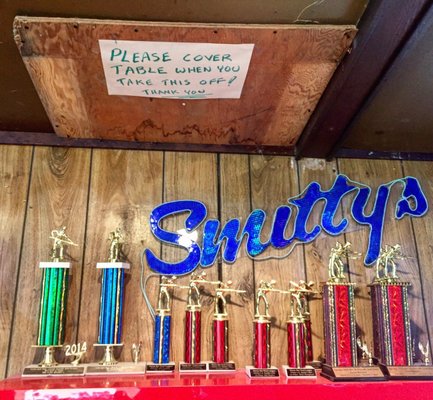 PLEASE COVER
TABLE WHEN YOU
TAKE THIS OFF!
THANK YOU
Smitty's
2014